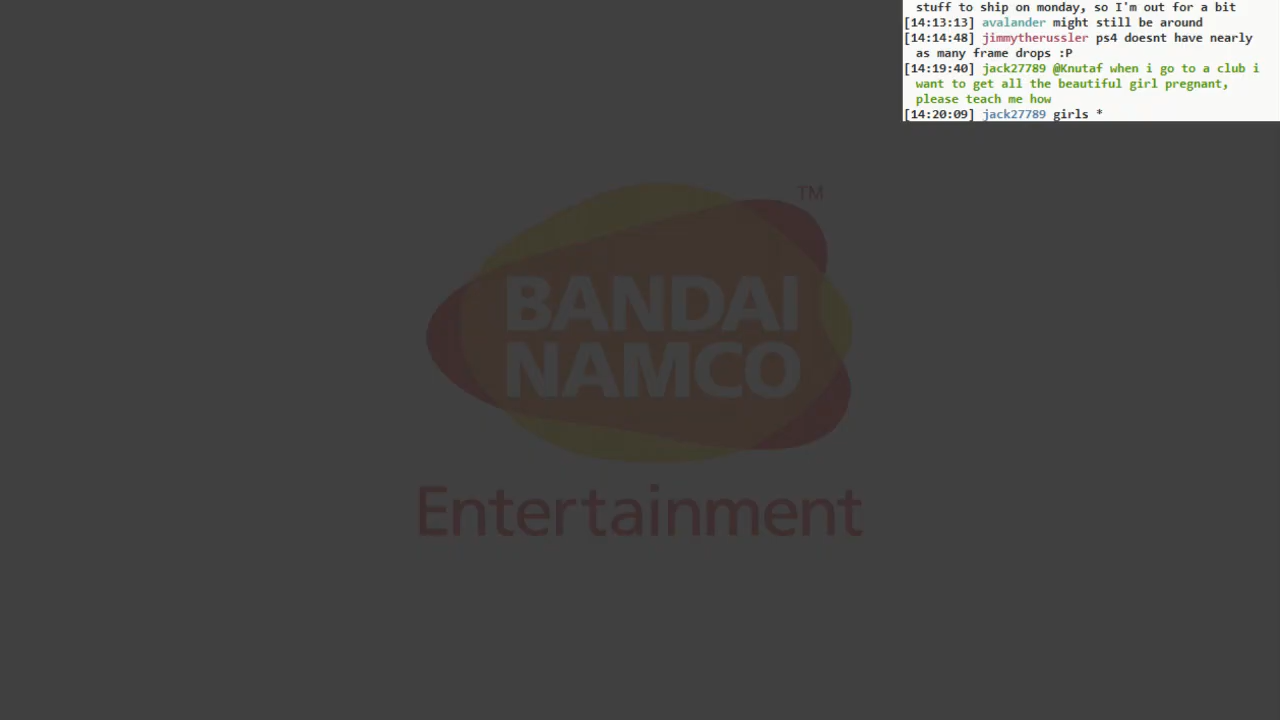 stuff to ship on monday, so I'm out for a bit
[14:13:13] avalander might still be around
[14:14:48] jimmytherussler ps4 doesnt have nearly
as many frame drops :P
[14:19:40] jack27789 @Knutaf when i go to a club i
want to get all the beautiful girl pregnant,
please teach me how
[14:20:09] jack27789 girls *
TM
BANDAI
NAMCO
Entertainment